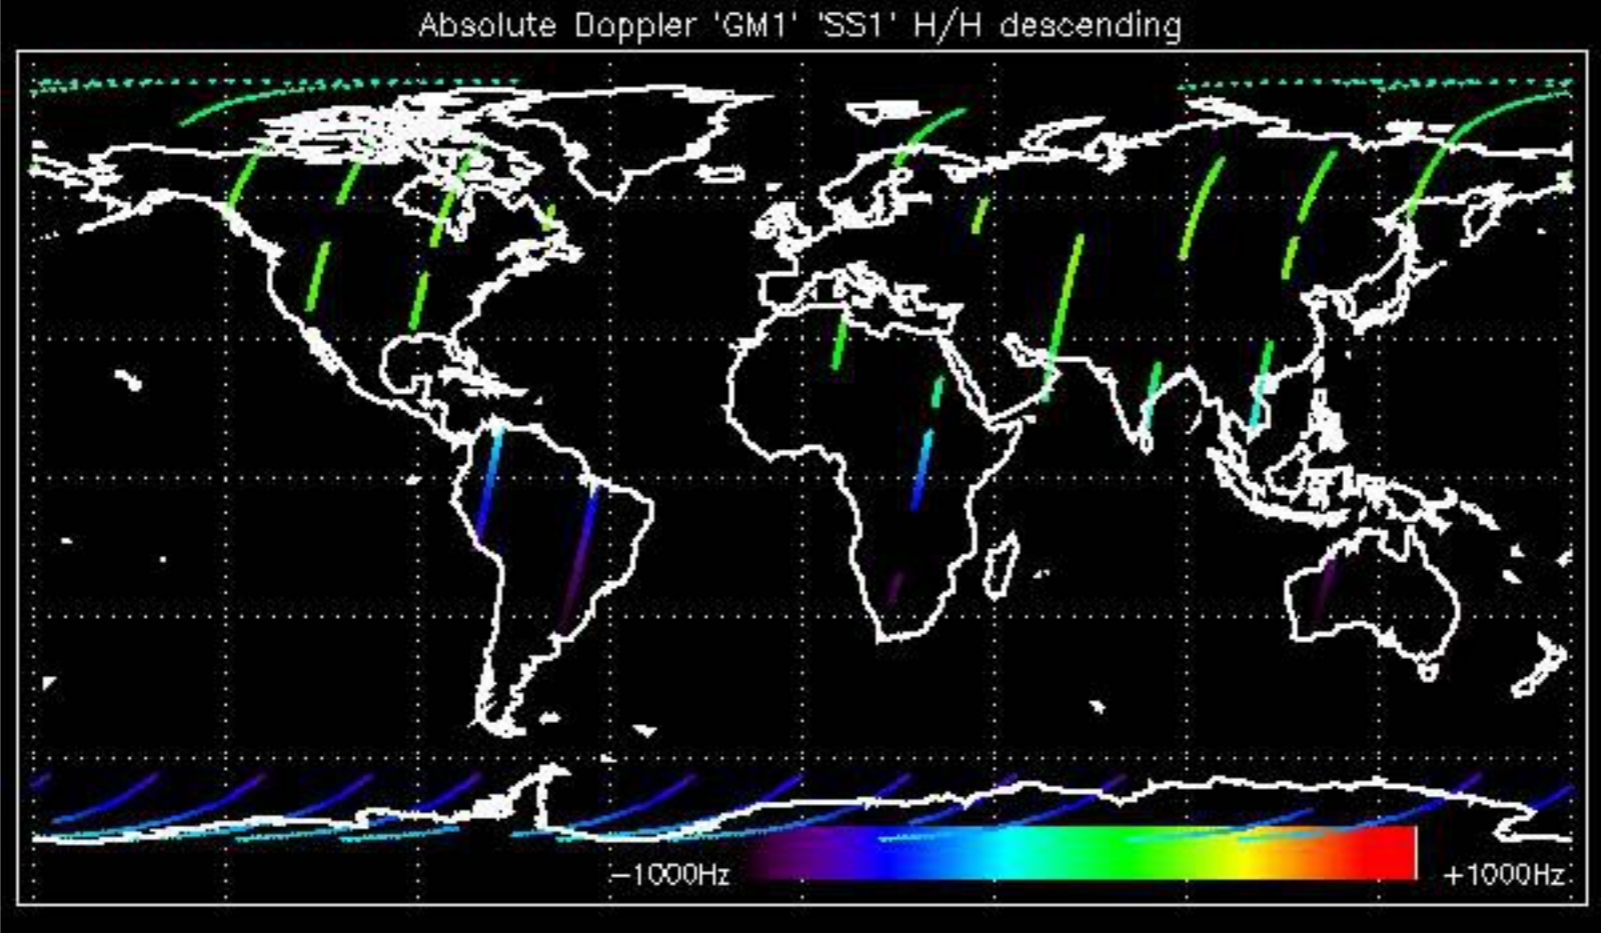 Absolute Doppler 'GM1' 'SS1' H/H descending
−1000Hz +1000Hz